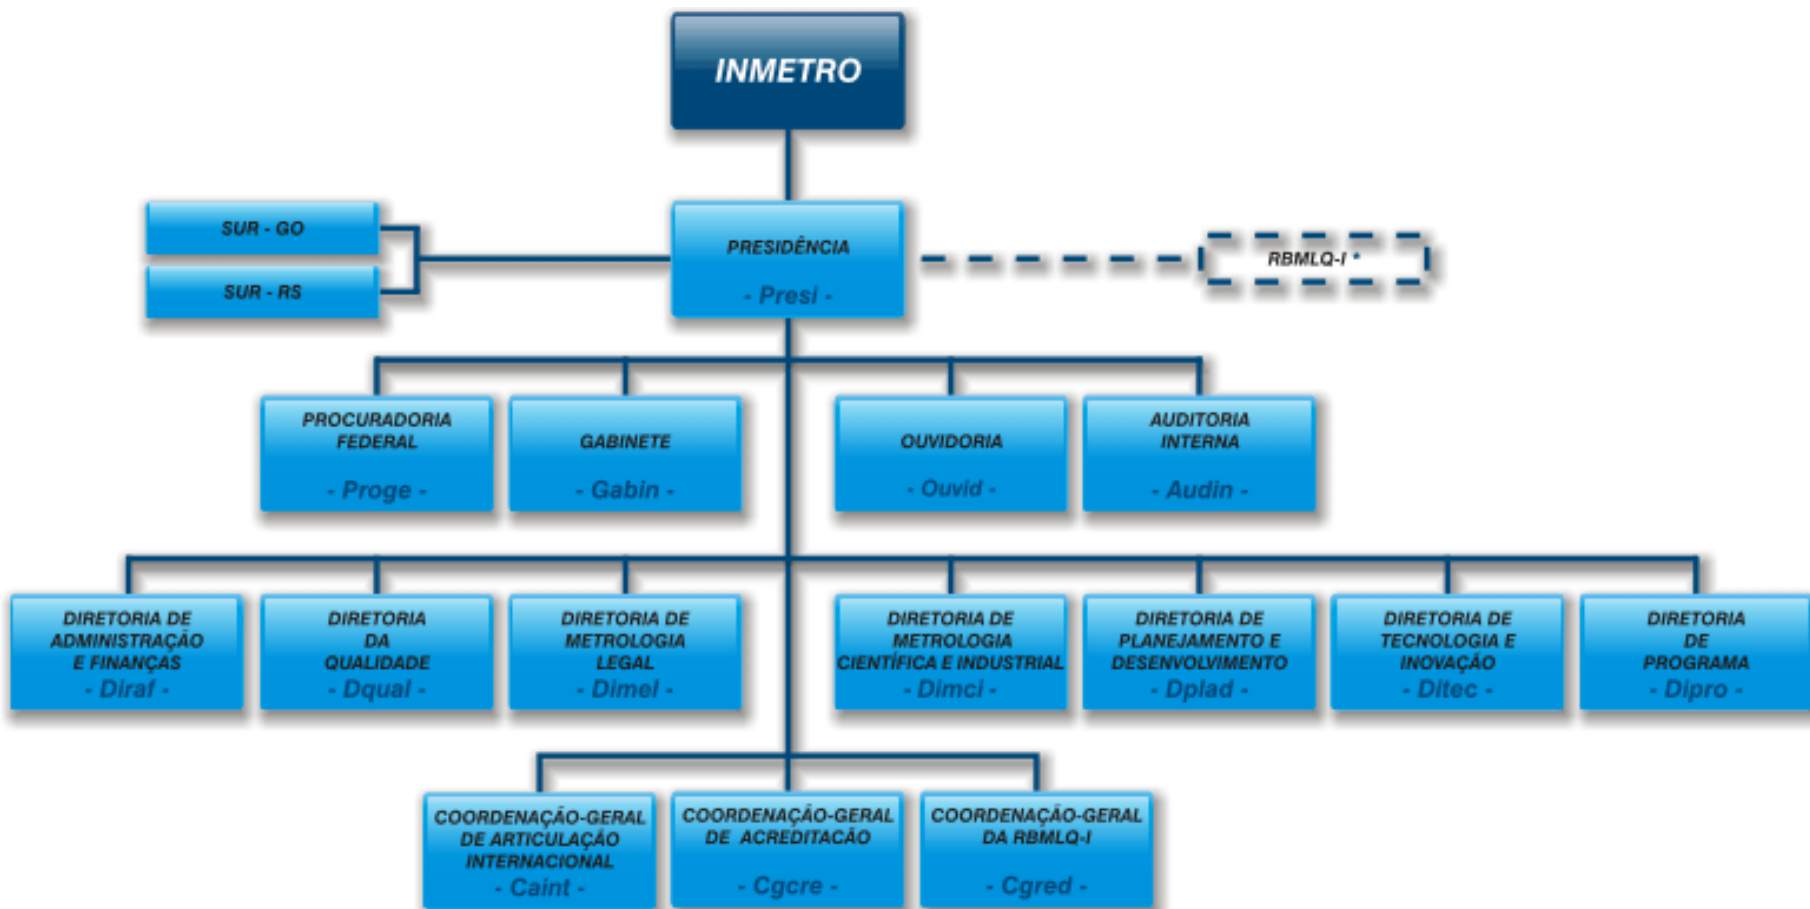 INMETRO
SUR - GO
SUR - RS
PRESIDÊNCIA
- Presi -
RBMLQ-I *
PROCURADORIA
FEDERAL
- Proge -
GABINETE
- Gabin -
OUVIDORIA
- Ouvid -
AUDITORIA
INTERNA
- Audin -
DIRETORIA DE
ADMINISTRAÇÃO
E FINANÇAS
- Diraf -
DIRETORIA
DA
QUALIDADE
- Dqual -
DIRETORIA DE
METROLOGIA
LEGAL
- Dimel -
DIRETORIA DE
METROLOGIA
CIENTÍFICA E INDUSTRIAL
- Dimci -
DIRETORIA DE
PLANEJAMENTO E
DESENVOLVIMENTO
- Dplad -
DIRETORIA DE
TECNOLOGIA E
INOVAÇÃO
- Ditec -
DIRETORIA
DE
PROGRAMA
- Dipro -
COORDENAÇÃO-GERAL
DE ARTICULAÇÃO
INTERNACIONAL
- Caint -
COORDENAÇÃO-GERAL
DE ACREDITACÃO
- Cgcre -
COORDENAÇÃO-GERAL
DA RBMLQ-I
- Cgred -